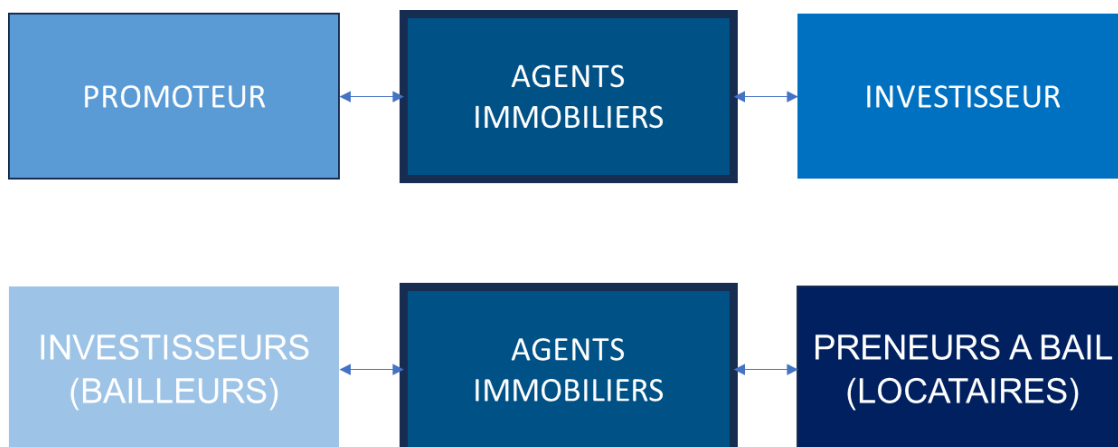 PROMOTEUR
AGENTS
IMMOBILIERS
INVESTISSEUR
INVESTISSEURS
(BAILLEURS)
AGENTS
IMMOBILIERS
PRENEURS A BAIL
(LOCATAIRES)